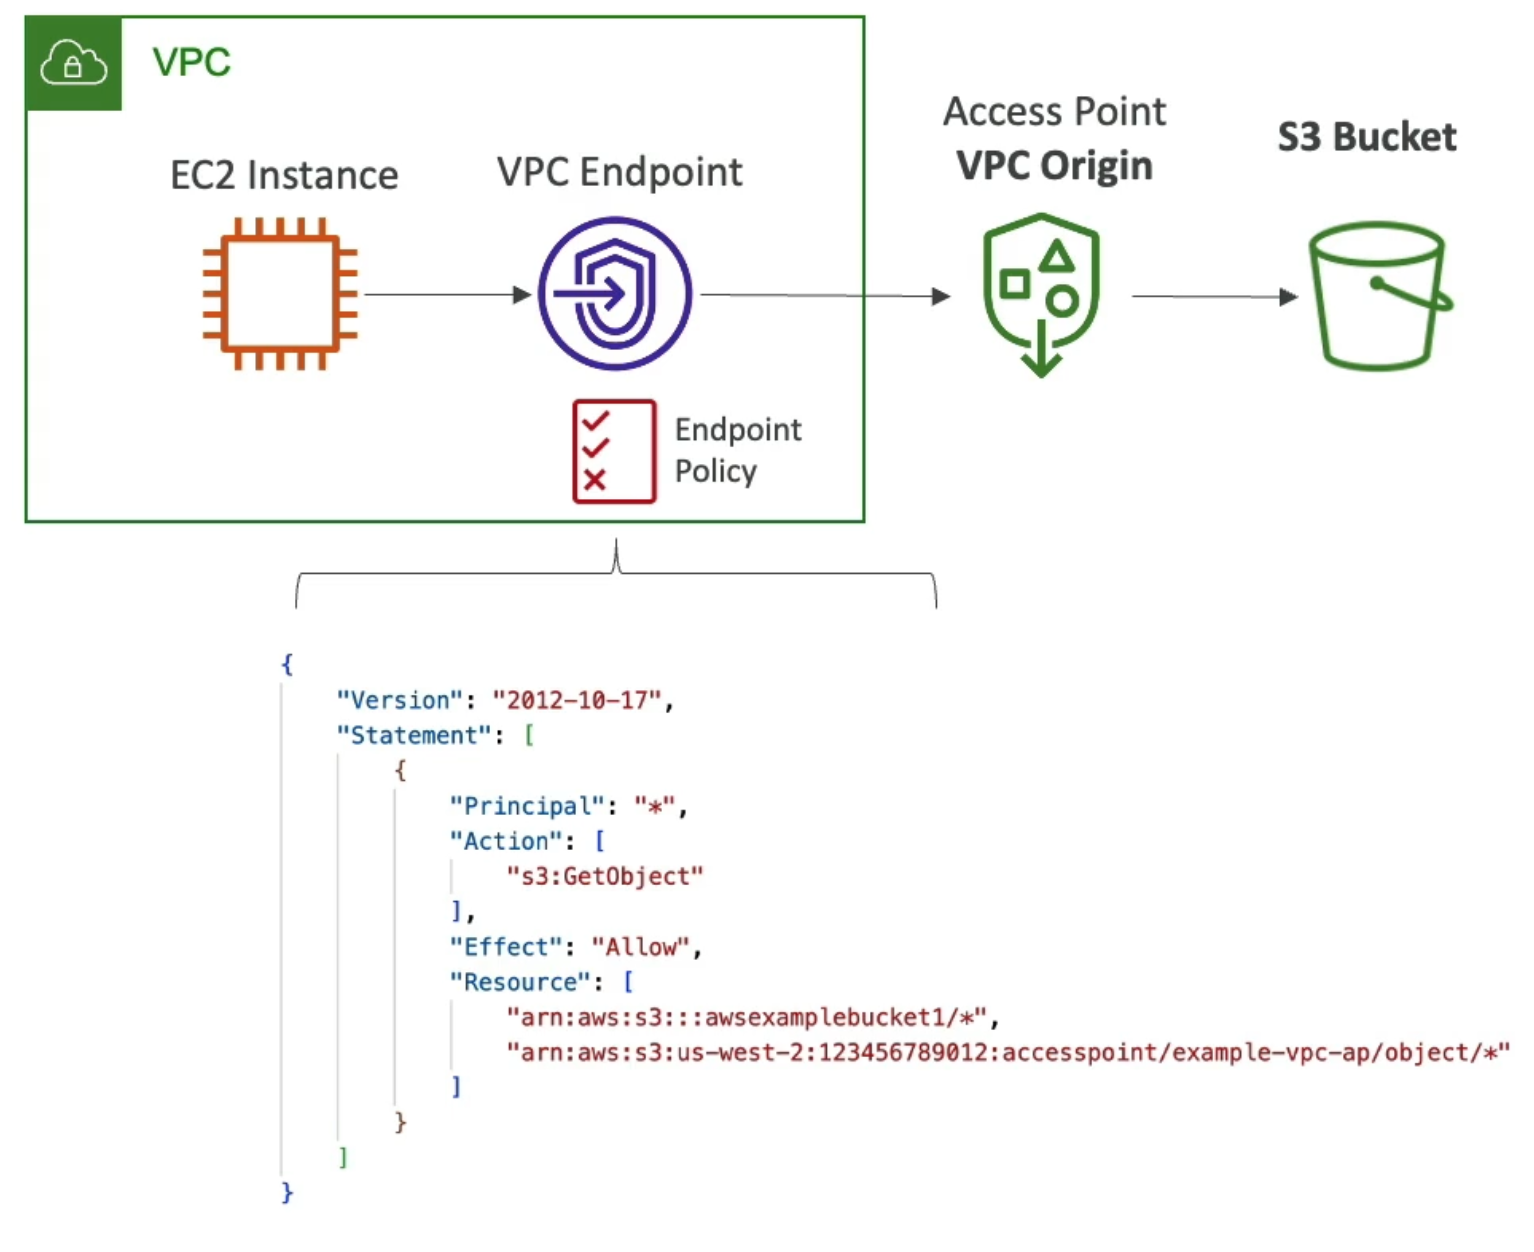 VPC
EC2 Instance
VPC Endpoint
Access Point
VPC Origin
S3 Bucket
Endpoint
Policy
{
"Version": "2012-10-17",
"Statement": [
{
"Principal": "*",
"Action": [
"s3:GetObject"
],
"Effect": "Allow",
"Resource": [
"arn:aws:s3:::awsexamplebucket1/*",
"arn:aws:s3:us-west-2:123456789012:accesspoint/example-vpc-ap/object/*"
]
}
]
}